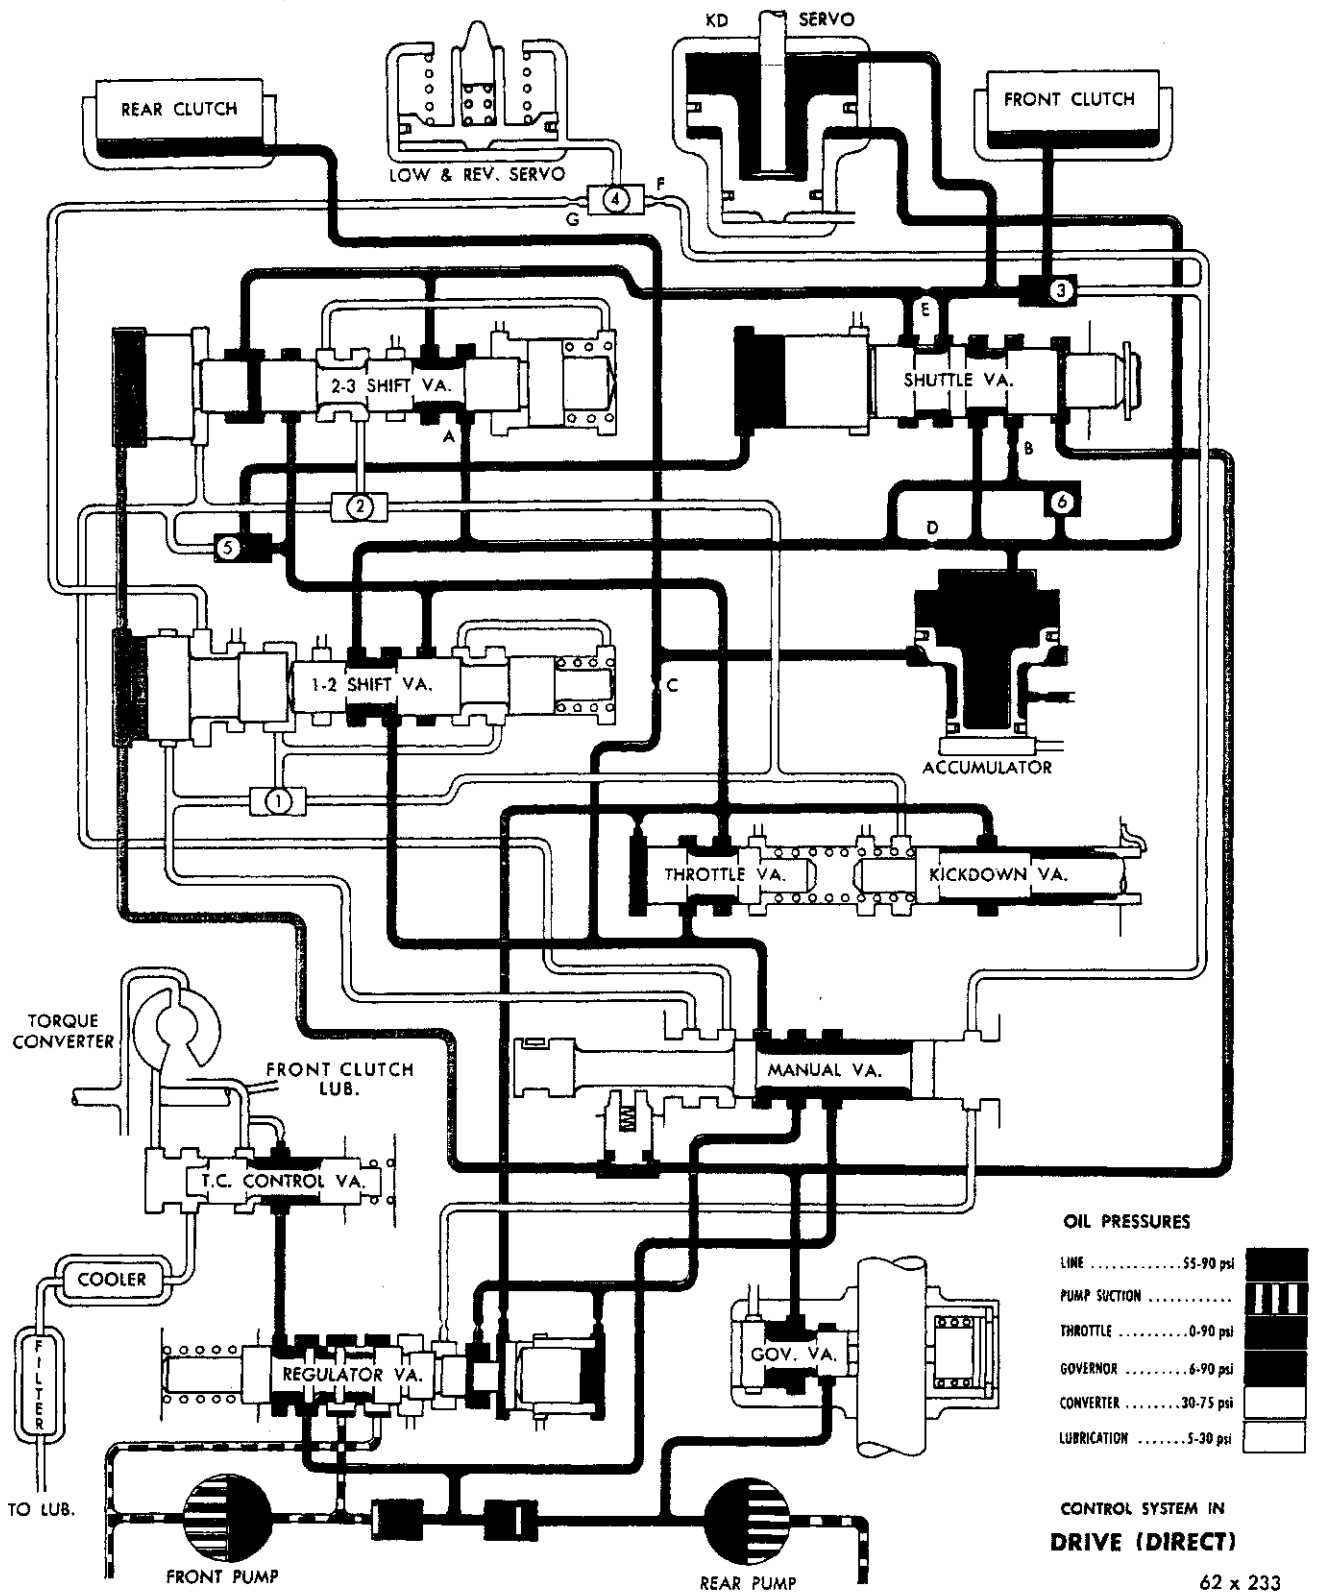 KD SERVO
REAR CLUTCH
FRONT CLUTCH
LOW & REV. SERVO
4
F
G
3
E
2-3 SHIFT VA.
SHUTTLE VA.
A
B
2
6
5
D
1-2 SHIFT VA.
C
ACCUMULATOR
1
THROTTLE VA.
KICKDOWN VA.
TORQUE
CONVERTER
FRONT CLUTCH
LUB.
MANUAL VA.
T.C. CONTROL VA.
COOLER
FILTER
TO LUB.
REGULATOR VA.
GOV. VA.
FRONT PUMP
REAR PUMP
OIL PRESSURES
LINE .............55-90 psi
PUMP SUCTION ............
THROTTLE ..........0-90 psi
GOVERNOR .........6-90 psi
CONVERTER ........30-75 psi
LUBRICATION .......5-30 psi
CONTROL SYSTEM IN
DRIVE (DIRECT)
62 x 233